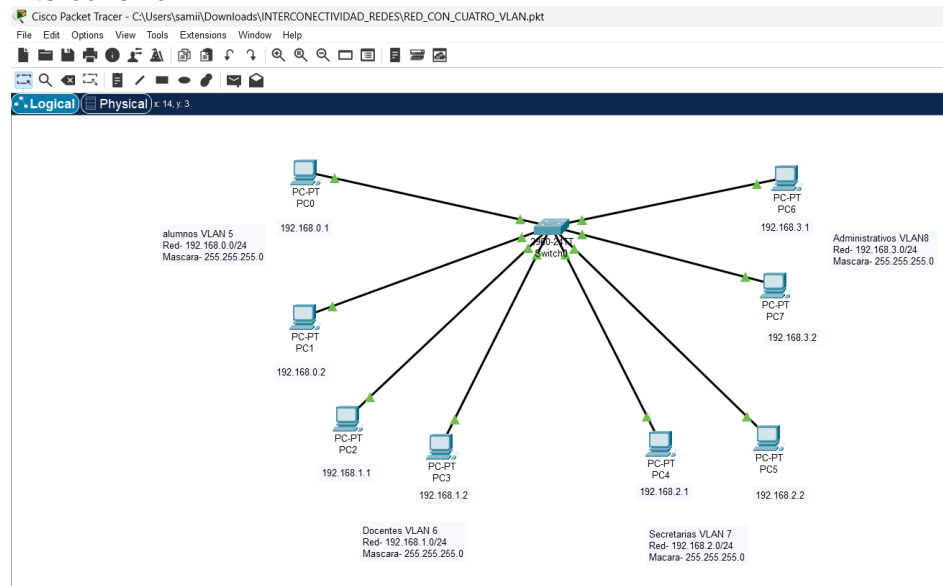 Cisco Packet Tracer - C:\Users\samii\Downloads\INTERCONECTIVIDAD_REDES\RED_CON_CUATRO_VLAN.pkt
File Edit Options View Tools Extensions Window Help
Logical Physical x: 14, y: 3
PC-PT
PC0
192.168.0.1
alumnos VLAN 5
Red- 192.168.0.0/24
Mascara- 255.255.255.0
PC-PT
PC1
192.168.0.2
PC-PT
PC2
192.168.1.1
PC-PT
PC3
192.168.1.2
Docentes VLAN 6
Red- 192.168.1.0/24
Mascara- 255.255.255.0
2960-24TT
Switch0
PC-PT
PC4
192.168.2.1
PC-PT
PC5
192.168.2.2
Secretarias VLAN 7
Red- 192.168.2.0/24
Macara- 255.255.255.0
PC-PT
PC6
192.168.3.1
Administrativos VLAN8
Red- 192.168.3.0/24
Mascara- 255.255.255.0
PC-PT
PC7
192.168.3.2